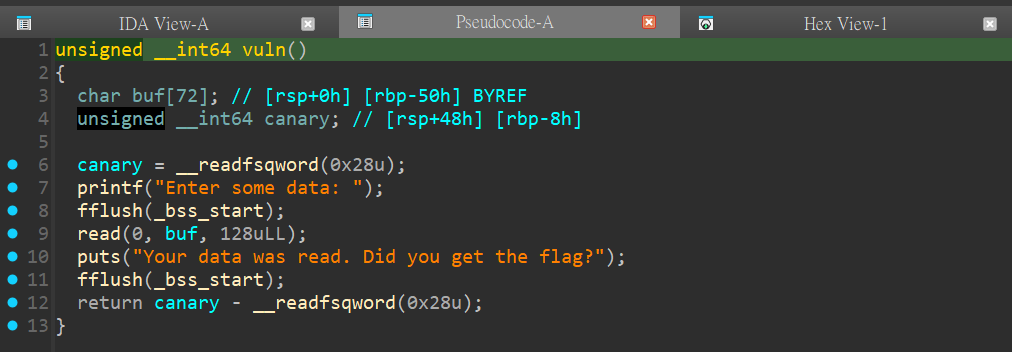 IDA View-A Pseudocode-A Hex View-1
1 unsigned __int64 vuln()
2 {
3   char buf[72]; // [rsp+0h] [rbp-50h] BYREF
4   unsigned __int64 canary; // [rsp+48h] [rbp-8h]
5
6   canary = __readfsqword(0x28u);
7   printf("Enter some data: ");
8   fflush(_bss_start);
9   read(0, buf, 128uLL);
10   puts("Your data was read. Did you get the flag?");
11   fflush(_bss_start);
12   return canary - __readfsqword(0x28u);
13 }